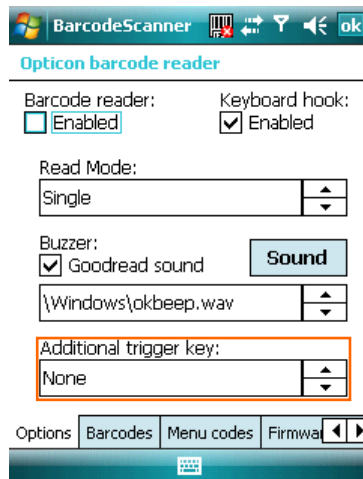 BarcodeScanner ok
Opticon barcode reader
Barcode reader: Keyboard hook:
Enabled Enabled
Read Mode:
Single
Buzzer:
Goodread sound Sound
\Windows\okbeep.wav
Additional trigger key:
None
Options Barcodes Menu codes Firmwa